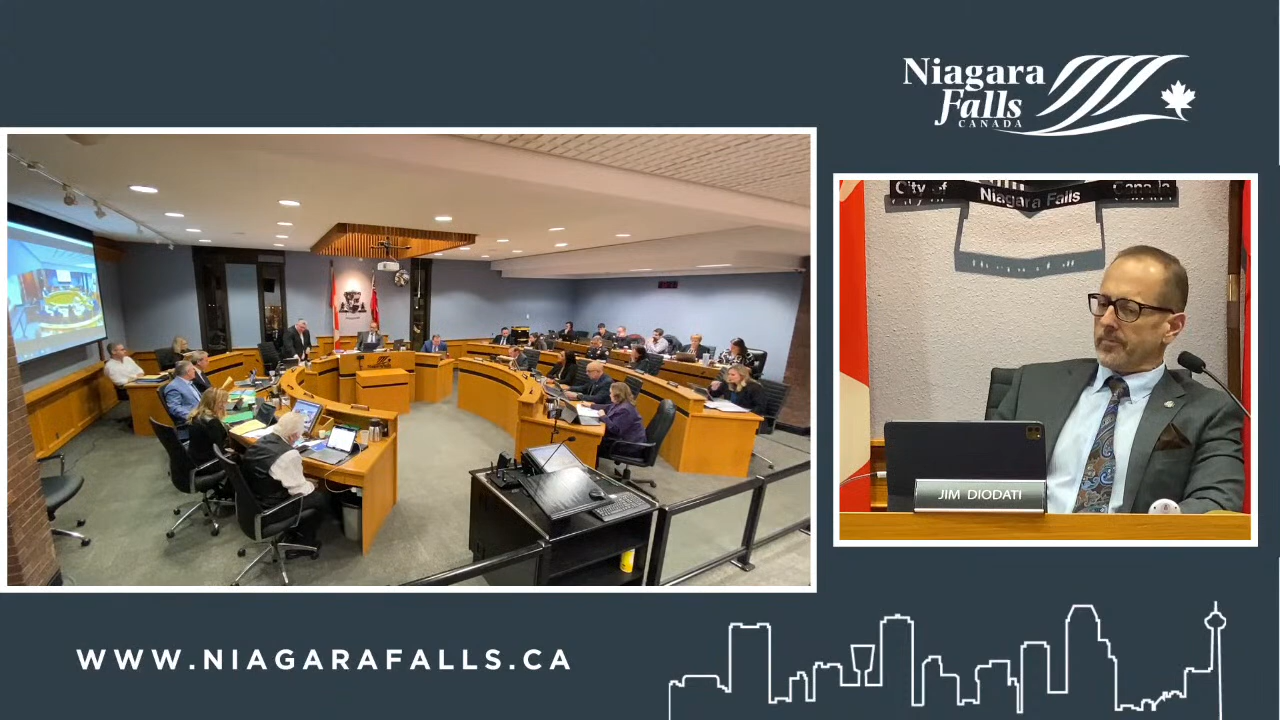 Niagara
Falls
CANADA
City of
Niagara Falls
Canada
JIM DIODATI
WWW.NIAGARAFALLS.CA